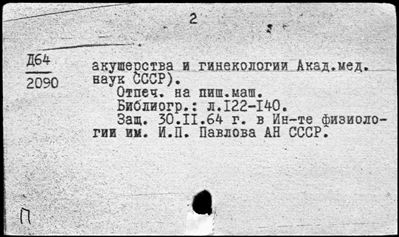 2
Д64
2090
акушерства и гинекологии Акад.мед.
наук СССР).
Отпеч. на пиш.маш.
Библиогр.: л.122-140.
Защ. 30.II.64 г. в Ин-те физиоло-
гии им. И.П. Павлова АН СССР.
П